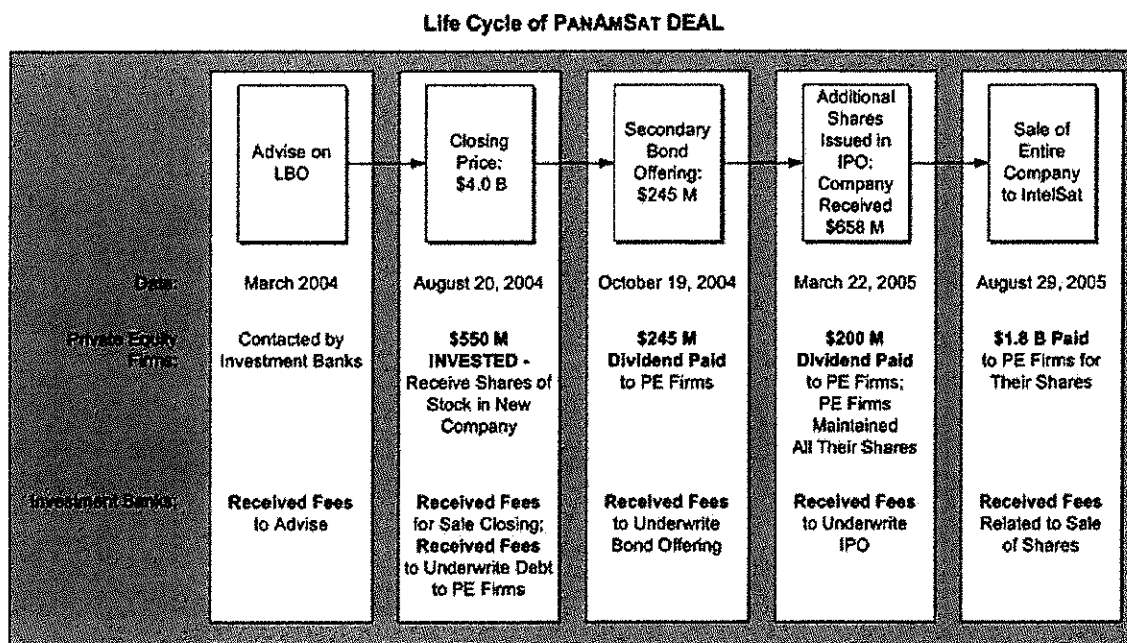 Life Cycle of PANAMSAT DEAL
Advise on
LBO
Closing
Price:
$4.0 B
Secondary
Bond
Offering:
$245 M
Additional
Shares
Issued in
IPO;
Company
Received
$658 M
Sale of
Entire
Company
to IntelSat
Date:
March 2004
August 20, 2004
October 19, 2004
March 22, 2005
August 29, 2005
Private Equity
Firms:
Contacted by
Investment Banks
$550 M
INVESTED -
Receive Shares of
Stock in New
Company
$245 M
Dividend Paid
to PE Firms
$200 M
Dividend Paid
to PE Firms;
PE Firms
Maintained
All Their Shares
$1.8 B Paid
to PE Firms for
Their Shares
Investment Banks:
Received Fees
to Advise
Received Fees
for Sale Closing;
Received Fees
to Underwrite Debt
to PE Firms
Received Fees
to Underwrite
Bond Offering
Received Fees
to Underwrite
IPO
Received Fees
Related to Sale
of Shares